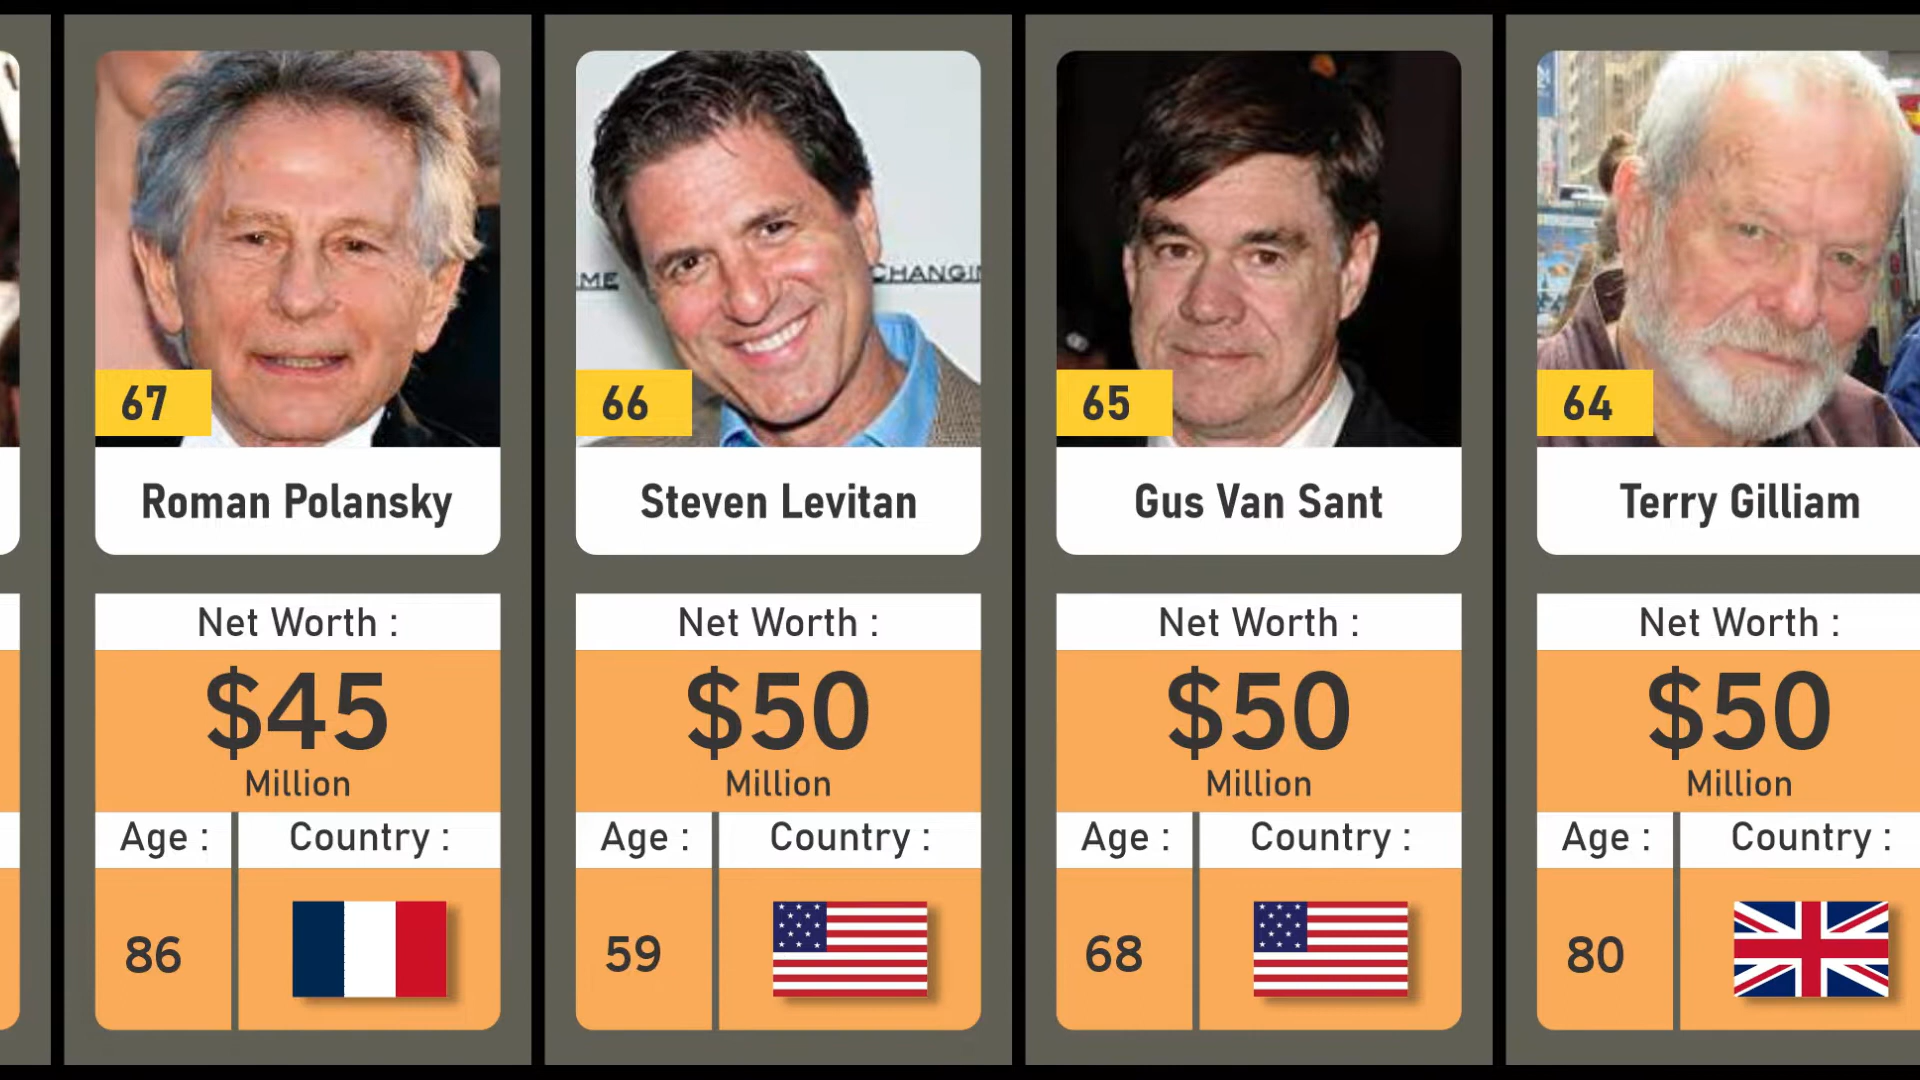 67
Roman Polansky
Net Worth :
$45
Million
Age :
Country :
86
ME
CHANGI
66
Steven Levitan
Net Worth :
$50
Million
Age :
Country :
59
65
Gus Van Sant
Net Worth :
$50
Million
Age :
Country :
68
64
Terry Gilliam
Net Worth :
$50
Million
Age :
Country :
80